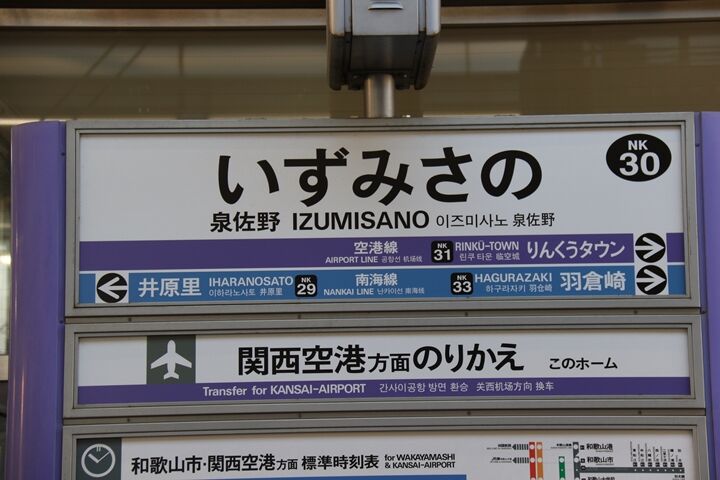 いずみさの
NK
30
泉佐野 IZUMISANO 이즈미사노 泉佐野
空港線 NK 31 RINKŪ-TOWN りんくうタウン
AIRPORT LINE 공항선 机场线 린쿠 타운 临空城
井原里 IHARANOSATO NK 29 南海線 NK 33 HAGURAZAKI 羽倉崎
이하라노사토 井原里 NANKAI LINE 난카이선 南海线 하구라자키 羽仓崎
関西空港方面のりかえ このホーム
Transfer for KANSAI-AIRPORT 간사이공항 방면 환승 关西机场方向 换车
和歌山市・関西空港方面 標準時刻表 for WAKAYAMASHI & KANSAI-AIRPORT
和歌山港
和歌山市